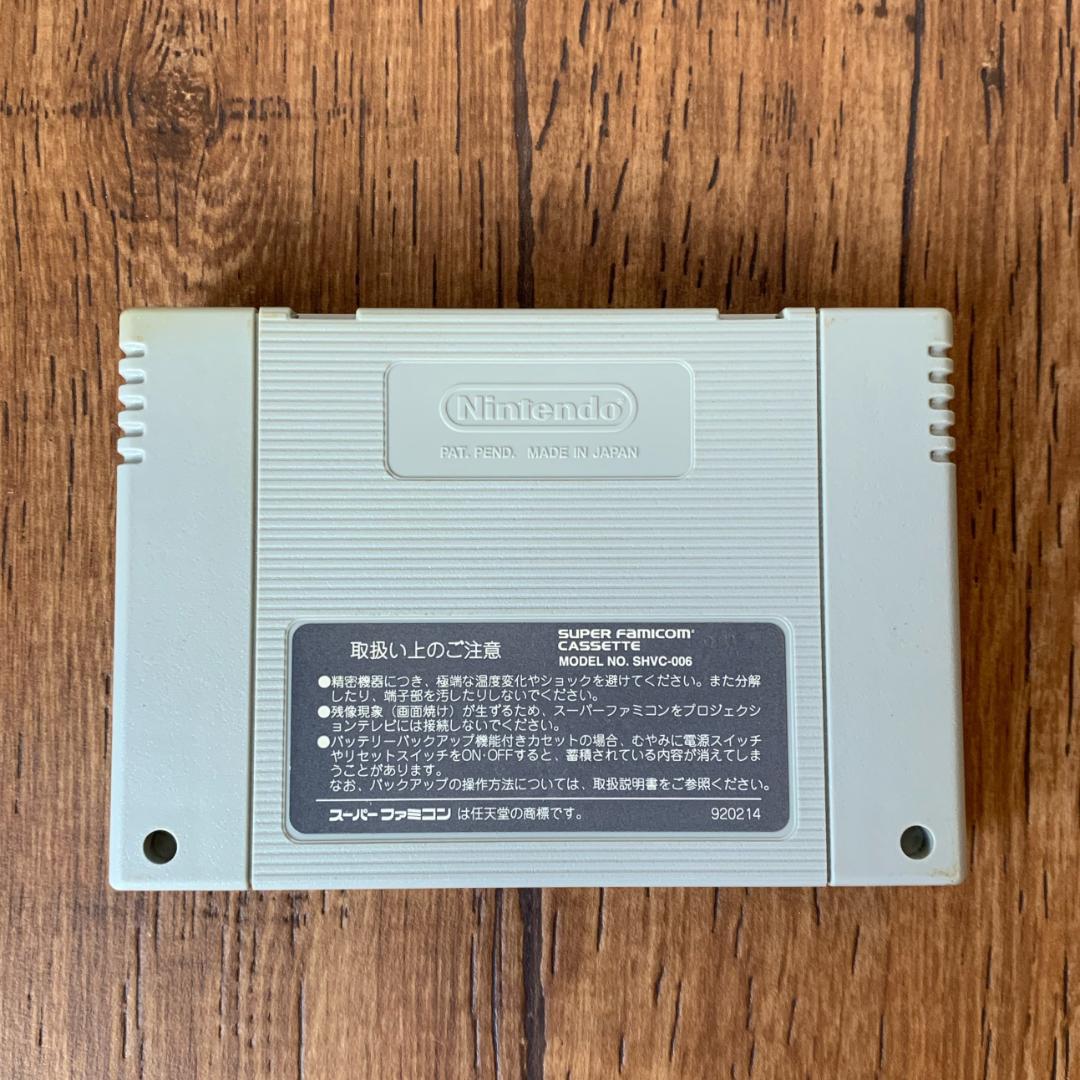 Nintendo®
PAT. PEND. MADE IN JAPAN
取扱い上のご注意
SUPER FAMICOM®
CASSETTE
MODEL NO. SHVC-006
●精密機器につき、極端な温度変化やショックを避けてください。また分解
したり、端子部を汚したりしないでください。
●残像現象（画面焼け）が生ずるため、スーパーファミコンをプロジェクシ
ョンテレビには接続しないでください。
●バッテリーバックアップ機能付きカセットの場合、むやみに電源スイッチ
やリセットスイッチをON・OFFすると、蓄積されている内容が消えてしま
うことがあります。
なお、バックアップの操作方法については、取扱説明書をご参照ください。
スーパーファミコン は任天堂の商標です。 920214